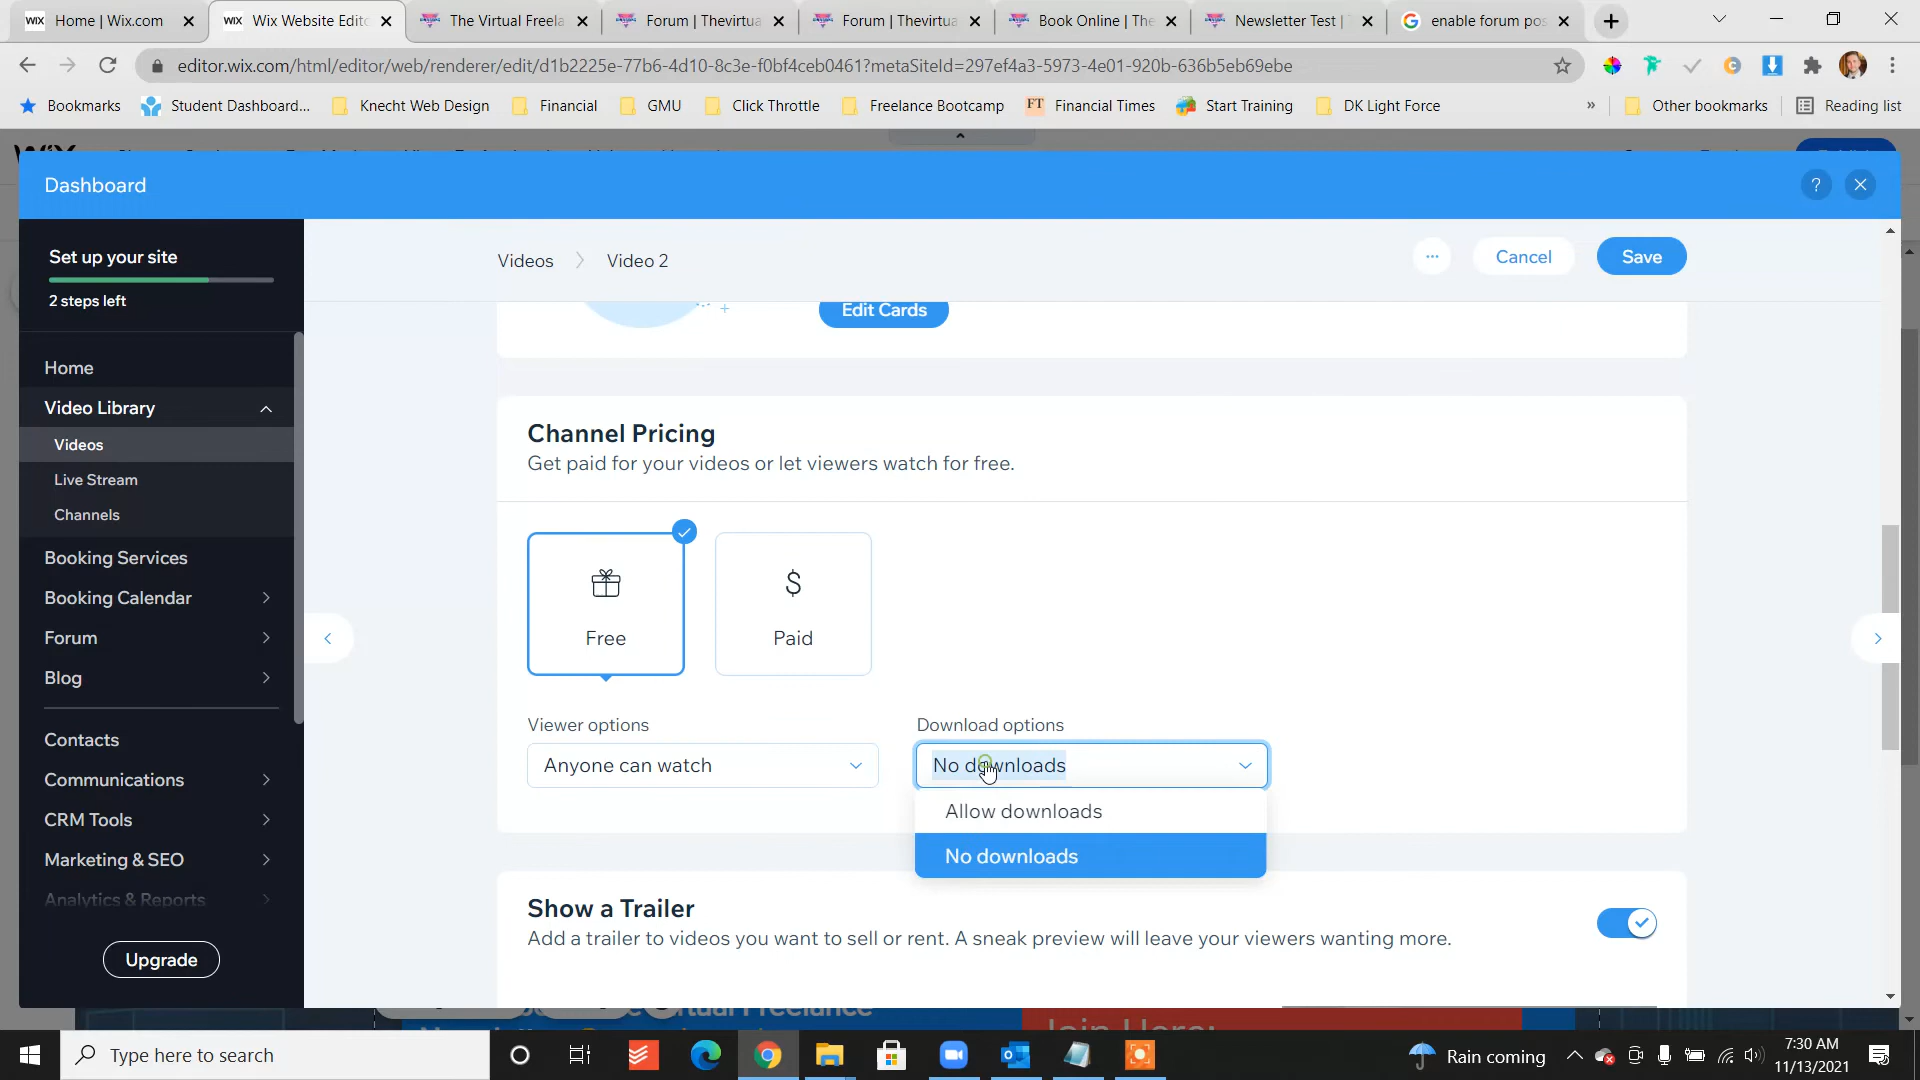 Home | Wix.com
Wix Website Edito
The Virtual Freela
Forum | Thevirtua
Forum | Thevirtua
Book Online | The
Newsletter Test |
enable forum pos
editor.wix.com/html/editor/web/renderer/edit/d1b2225e-77b6-4d10-8c3e-f0bf4ceb0461?metaSiteId=297ef4a3-5973-4e01-920b-636b5eb69ebe
Bookmarks
Student Dashboard...
Knecht Web Design
Financial
GMU
Click Throttle
Freelance Bootcamp
Financial Times
Start Training
DK Light Force
»
Other bookmarks
Reading list
Dashboard
?
Set up your site
2 steps left
Videos
Video 2
...
Cancel
Save
Edit Cards
Home
Video Library
Videos
Live Stream
Channels
Booking Services
Booking Calendar
Forum
Blog
Contacts
Communications
CRM Tools
Marketing & SEO
Analytics & Reports
Upgrade
Channel Pricing
Get paid for your videos or let viewers watch for free.
Free
$
Paid
Viewer options
Anyone can watch
Download options
No downloads
Allow downloads
No downloads
Show a Trailer
Add a trailer to videos you want to sell or rent. A sneak preview will leave your viewers wanting more.
Join Here:
Type here to search
Rain coming
7:30 AM
11/13/2021